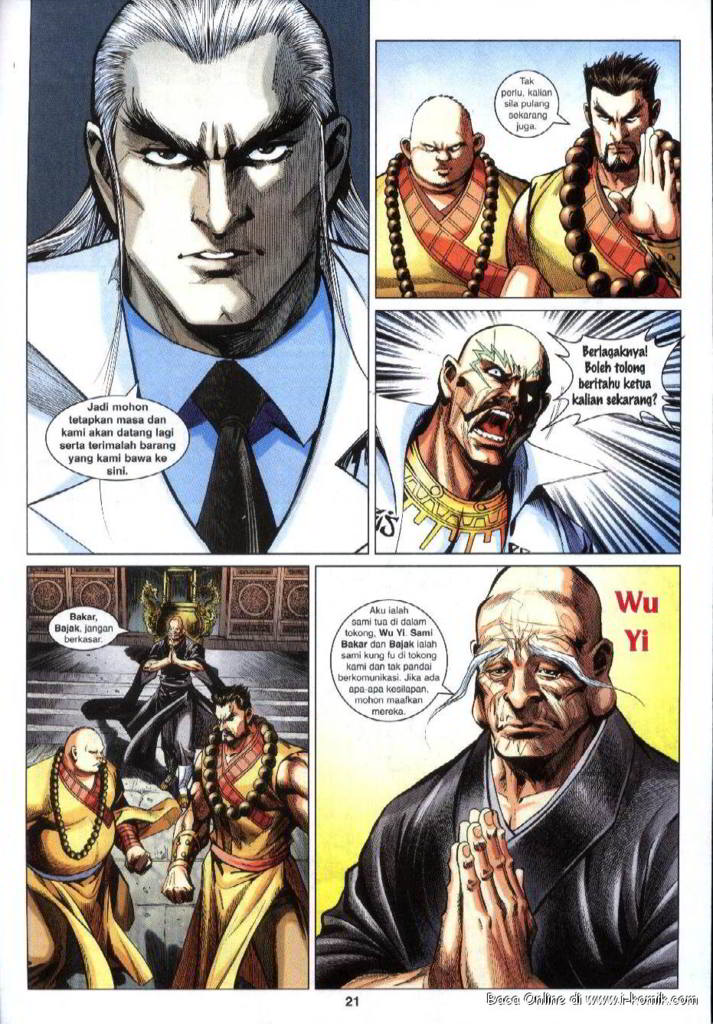 Jadi mohon
tetapkan masa dan
kami akan datang lagi
serta terimalah barang
yang kami bawa ke
sini.
Tak
perlu, kalian
sila pulang
sekarang
juga.
Berlagaknya!
Boleh tolong
beritahu ketua
kalian sekarang?
Bakar,
Bajak, jangan
berkasar.
Aku ialah
sami tua di dalam
tokong, Wu Yi. Sami
Bakar dan Bajak ialah
sami kung fu di tokong
kami dan tak pandai
berkomunikasi. Jika ada
apa-apa kesilapan,
mohon maafkan
mereka.
Wu
Yi
21
Baca Online di www.i-komik.com